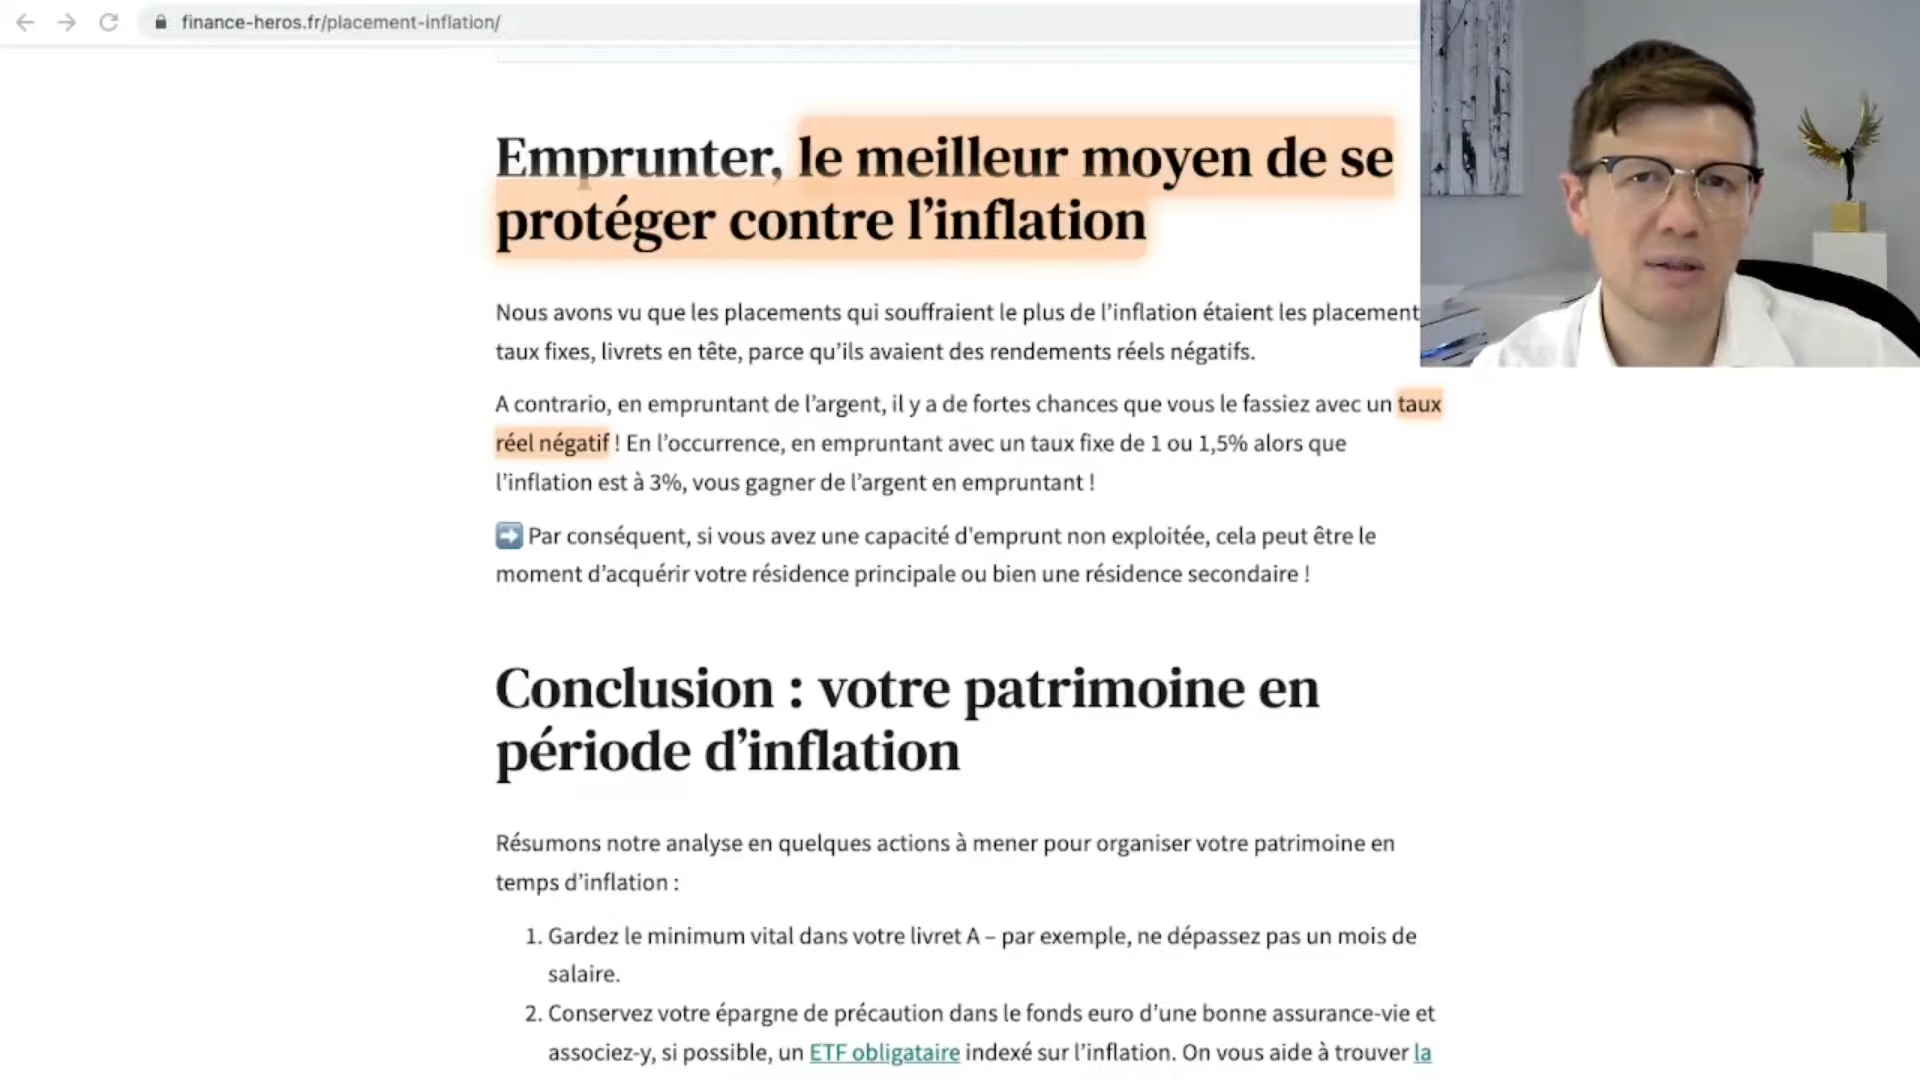 finance-heros.fr/placement-inflation/
Emprunter, le meilleur moyen de se
protéger contre l’inflation
Nous avons vu que les placements qui souffraient le plus de l’inflation étaient les placement
taux fixes, livrets en tête, parce qu’ils avaient des rendements réels négatifs.
A contrario, en empruntant de l’argent, il y a de fortes chances que vous le fassiez avec un taux
réel négatif ! En l’occurrence, en empruntant avec un taux fixe de 1 ou 1,5% alors que
l’inflation est à 3%, vous gagner de l’argent en empruntant !
➡️ Par conséquent, si vous avez une capacité d'emprunt non exploitée, cela peut être le
moment d’acquérir votre résidence principale ou bien une résidence secondaire !
Conclusion : votre patrimoine en
période d’inflation
Résumons notre analyse en quelques actions à mener pour organiser votre patrimoine en
temps d’inflation :
1. Gardez le minimum vital dans votre livret A – par exemple, ne dépassez pas un mois de
salaire.
2. Conservez votre épargne de précaution dans le fonds euro d’une bonne assurance-vie et
associez-y, si possible, un ETF obligataire indexé sur l’inflation. On vous aide à trouver la